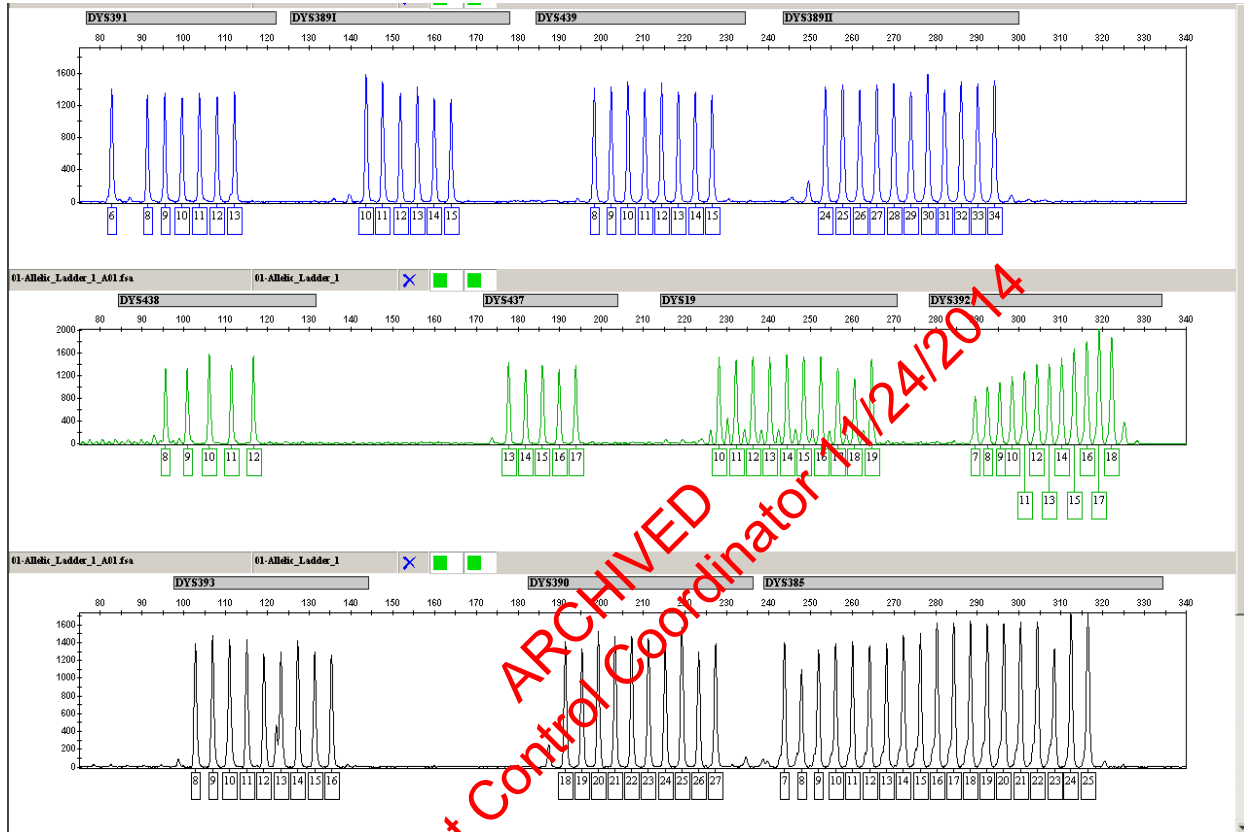 DYS391 DYS389I DYS439 DYS389II
80 90 100 110 120 130 140 150 160 170 180 190 200 210 220 230 240 250 260 270 280 290 300 310 320 330 340
1600
1200
800
400
0
6 8 9 10 11 12 13 10 11 12 13 14 15 8 9 10 11 12 13 14 15 24 25 26 27 28 29 30 31 32 33 34
01-Allelic_Ladder_1_A01.fsa 01-Allelic_Ladder_1
DYS438 DYS437 DYS19 DYS392
80 90 100 110 120 130 140 150 160 170 180 190 200 210 220 230 240 250 260 270 280 290 300 310 320 330 340
2000
1600
1200
800
400
0
8 9 10 11 12 13 14 15 16 17 10 11 12 13 14 15 16 17 18 19 7 8 9 10 12 14 16 18
11 13 15 17
01-Allelic_Ladder_1_A01.fsa 01-Allelic_Ladder_1
DYS393 DYS390 DYS385
80 90 100 110 120 130 140 150 160 170 180 190 200 210 220 230 240 250 260 270 280 290 300 310 320 330 340
1600
1400
1200
1000
800
600
400
200
0
8 9 10 11 12 13 14 15 16 18 19 20 21 22 23 24 25 26 27 7 8 9 10 11 12 13 14 15 16 17 18 19 20 21 22 23 24 25
ARCHIVED
t Control Coordinator 11/24/2014